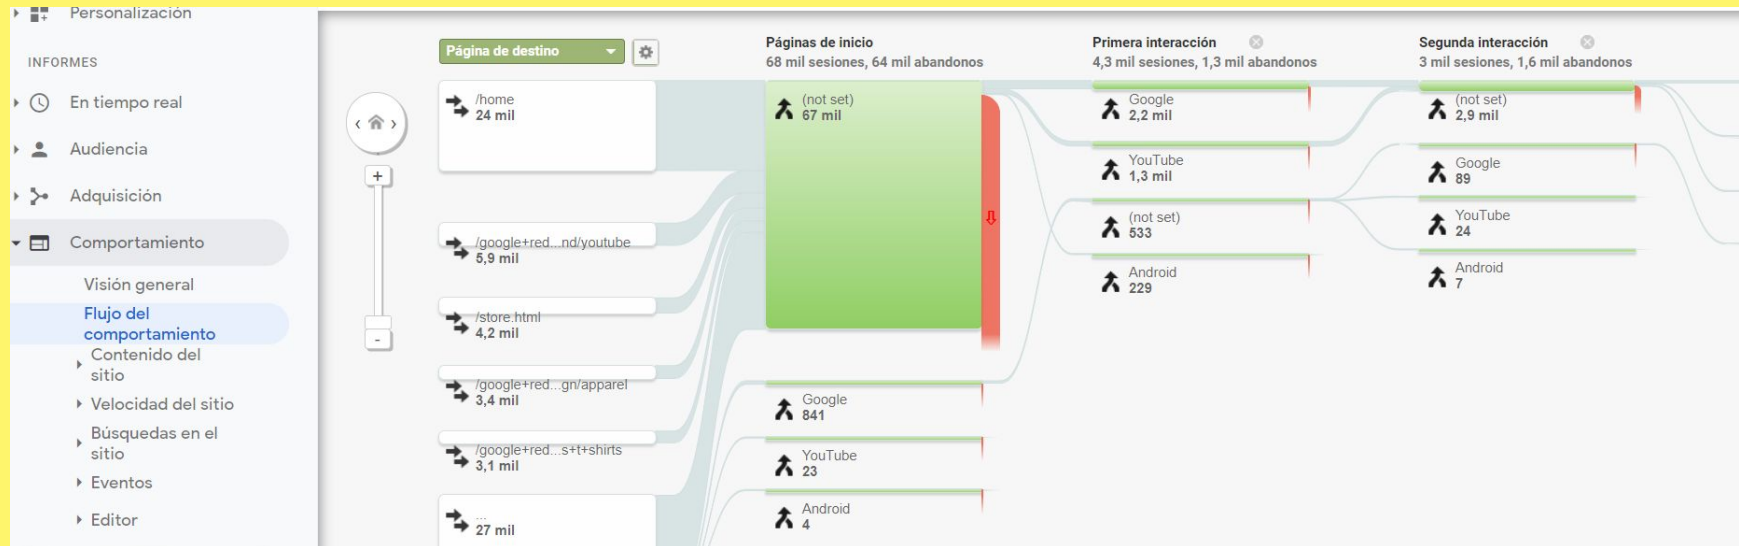 Personalización
INFORMES
En tiempo real
Audiencia
Adquisición
Comportamiento
Visión general
Flujo del
comportamiento
Contenido del
sitio
Velocidad del sitio
Búsquedas en el
sitio
Eventos
Editor
Página de destino
/home
24 mil
/google+red...nd/youtube
5,9 mil
/store.html
4,2 mil
/google+red...gn/apparel
3,4 mil
/google+red...s+t+shirts
3,1 mil
...
27 mil
Páginas de inicio
68 mil sesiones, 64 mil abandonos
(not set)
67 mil
Google
841
YouTube
23
Android
4
Primera interacción
4,3 mil sesiones, 1,3 mil abandonos
Google
2,2 mil
YouTube
1,3 mil
(not set)
533
Android
229
Segunda interacción
3 mil sesiones, 1,6 mil abandonos
(not set)
2,9 mil
Google
89
YouTube
24
Android
7